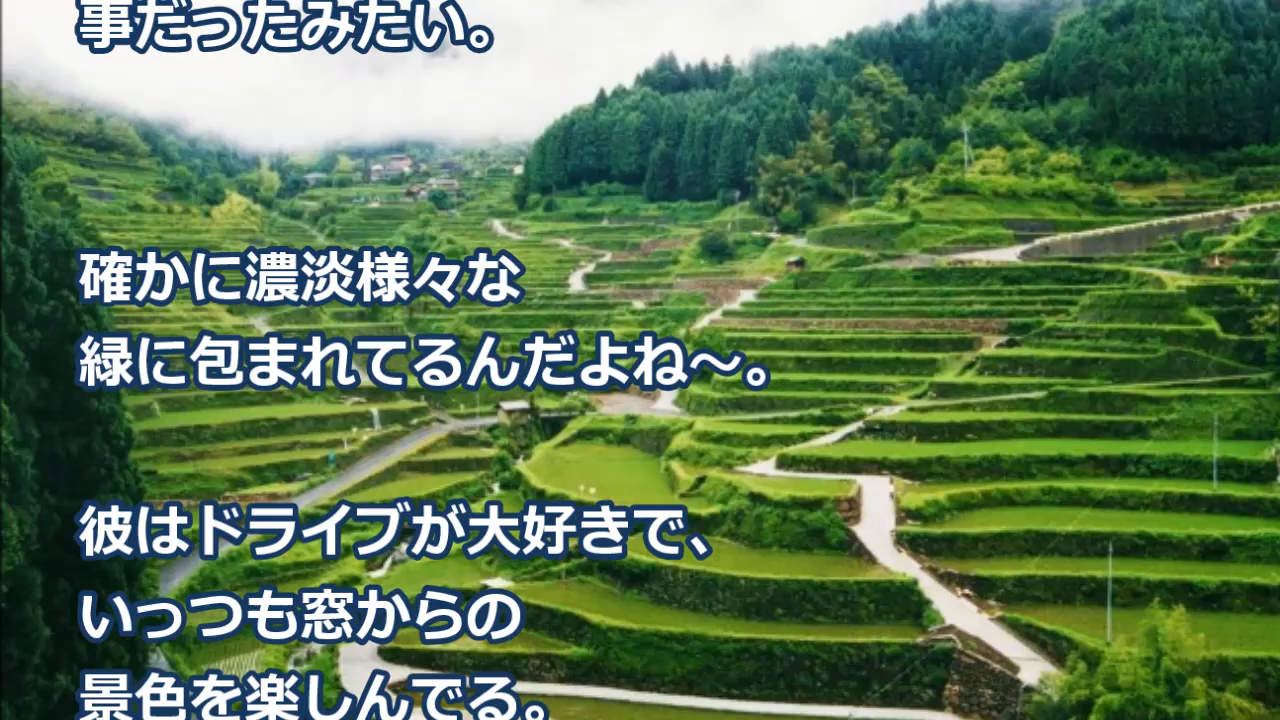 事だったみたい。
確かに濃淡様々な
緑に包まれてるんだよね～。
彼はドライブが大好きで、
いっつも窓からの
景色を楽しんでる。